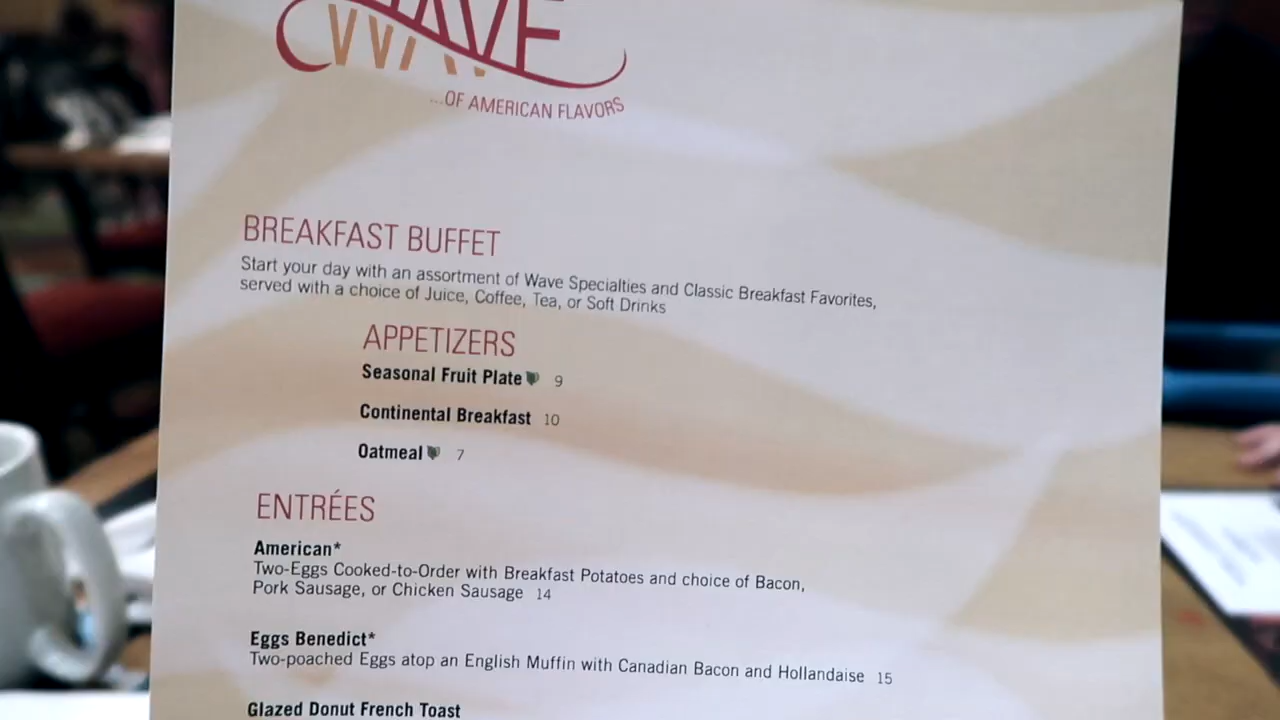 WAVE
...OF AMERICAN FLAVORS
BREAKFAST BUFFET
Start your day with an assortment of Wave Specialties and Classic Breakfast Favorites,
served with a choice of Juice, Coffee, Tea, or Soft Drinks
APPETIZERS
Seasonal Fruit Plate 9
Continental Breakfast 10
Oatmeal 7
ENTRÉES
American*
Two-Eggs Cooked-to-Order with Breakfast Potatoes and choice of Bacon,
Pork Sausage, or Chicken Sausage 14
Eggs Benedict*
Two-poached Eggs atop an English Muffin with Canadian Bacon and Hollandaise 15
Glazed Donut French Toast